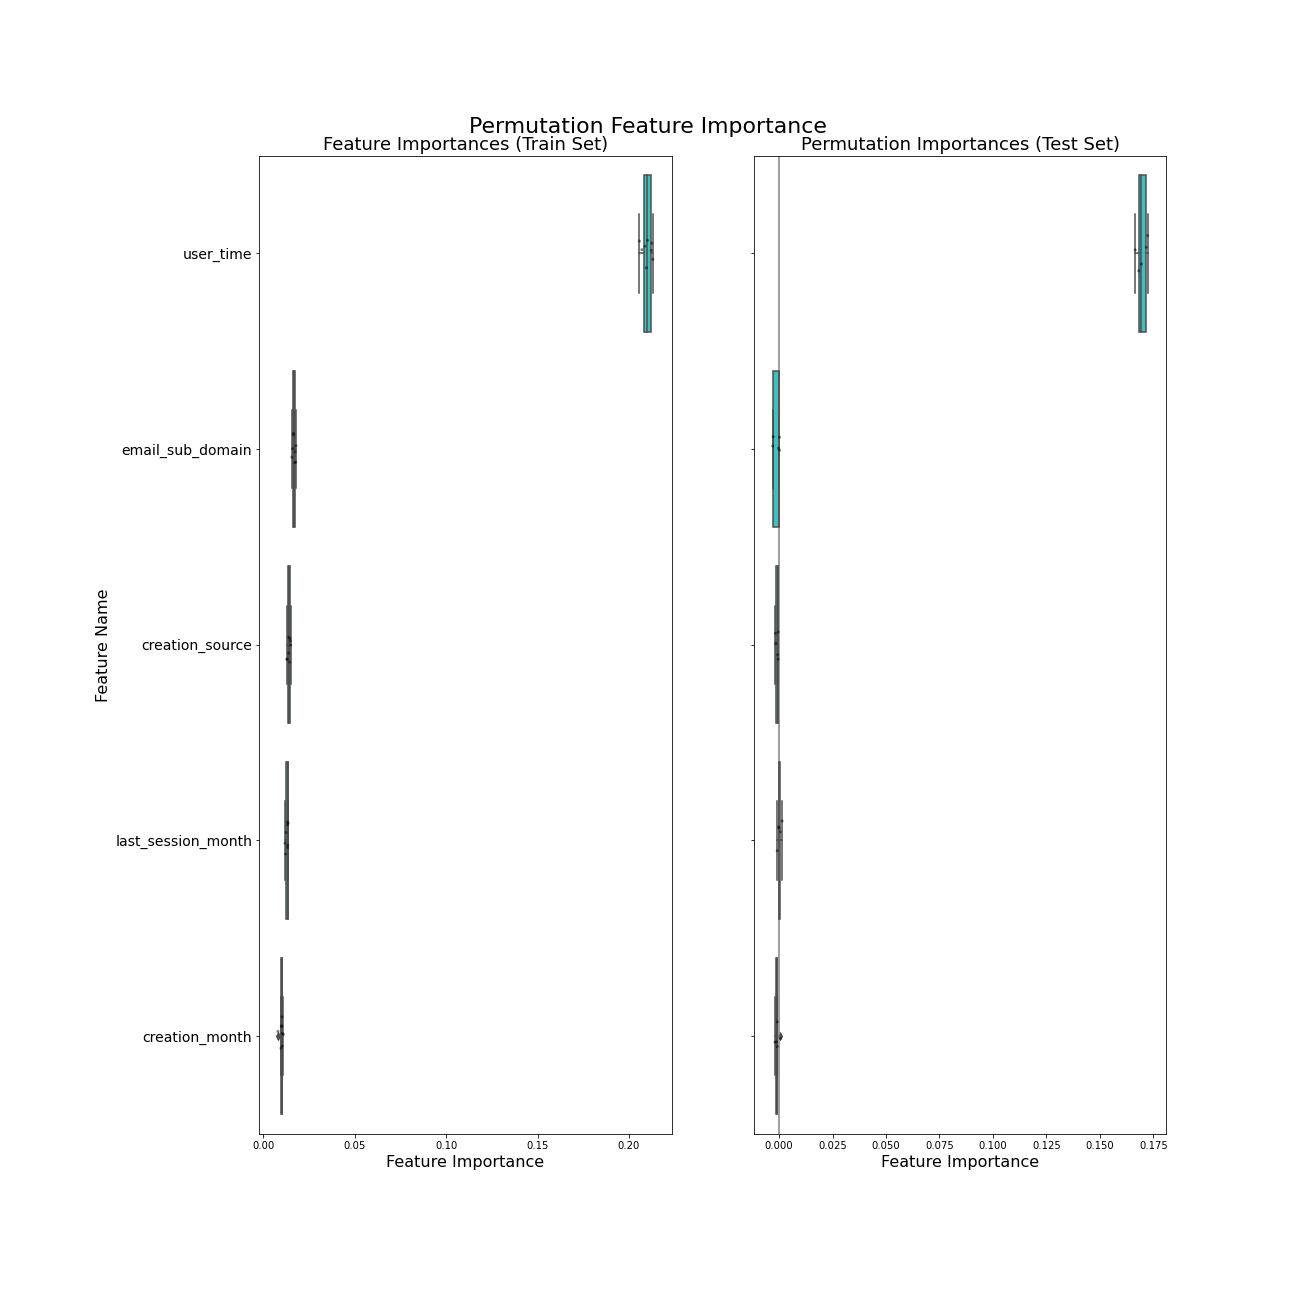 Permutation Feature Importance
Feature Importances (Train Set)
Permutation Importances (Test Set)
user_time
email_sub_domain
creation_source
last_session_month
creation_month
Feature Name
0.00 0.05 0.10 0.15 0.20
0.000 0.025 0.050 0.075 0.100 0.125 0.150 0.175
Feature Importance
Feature Importance